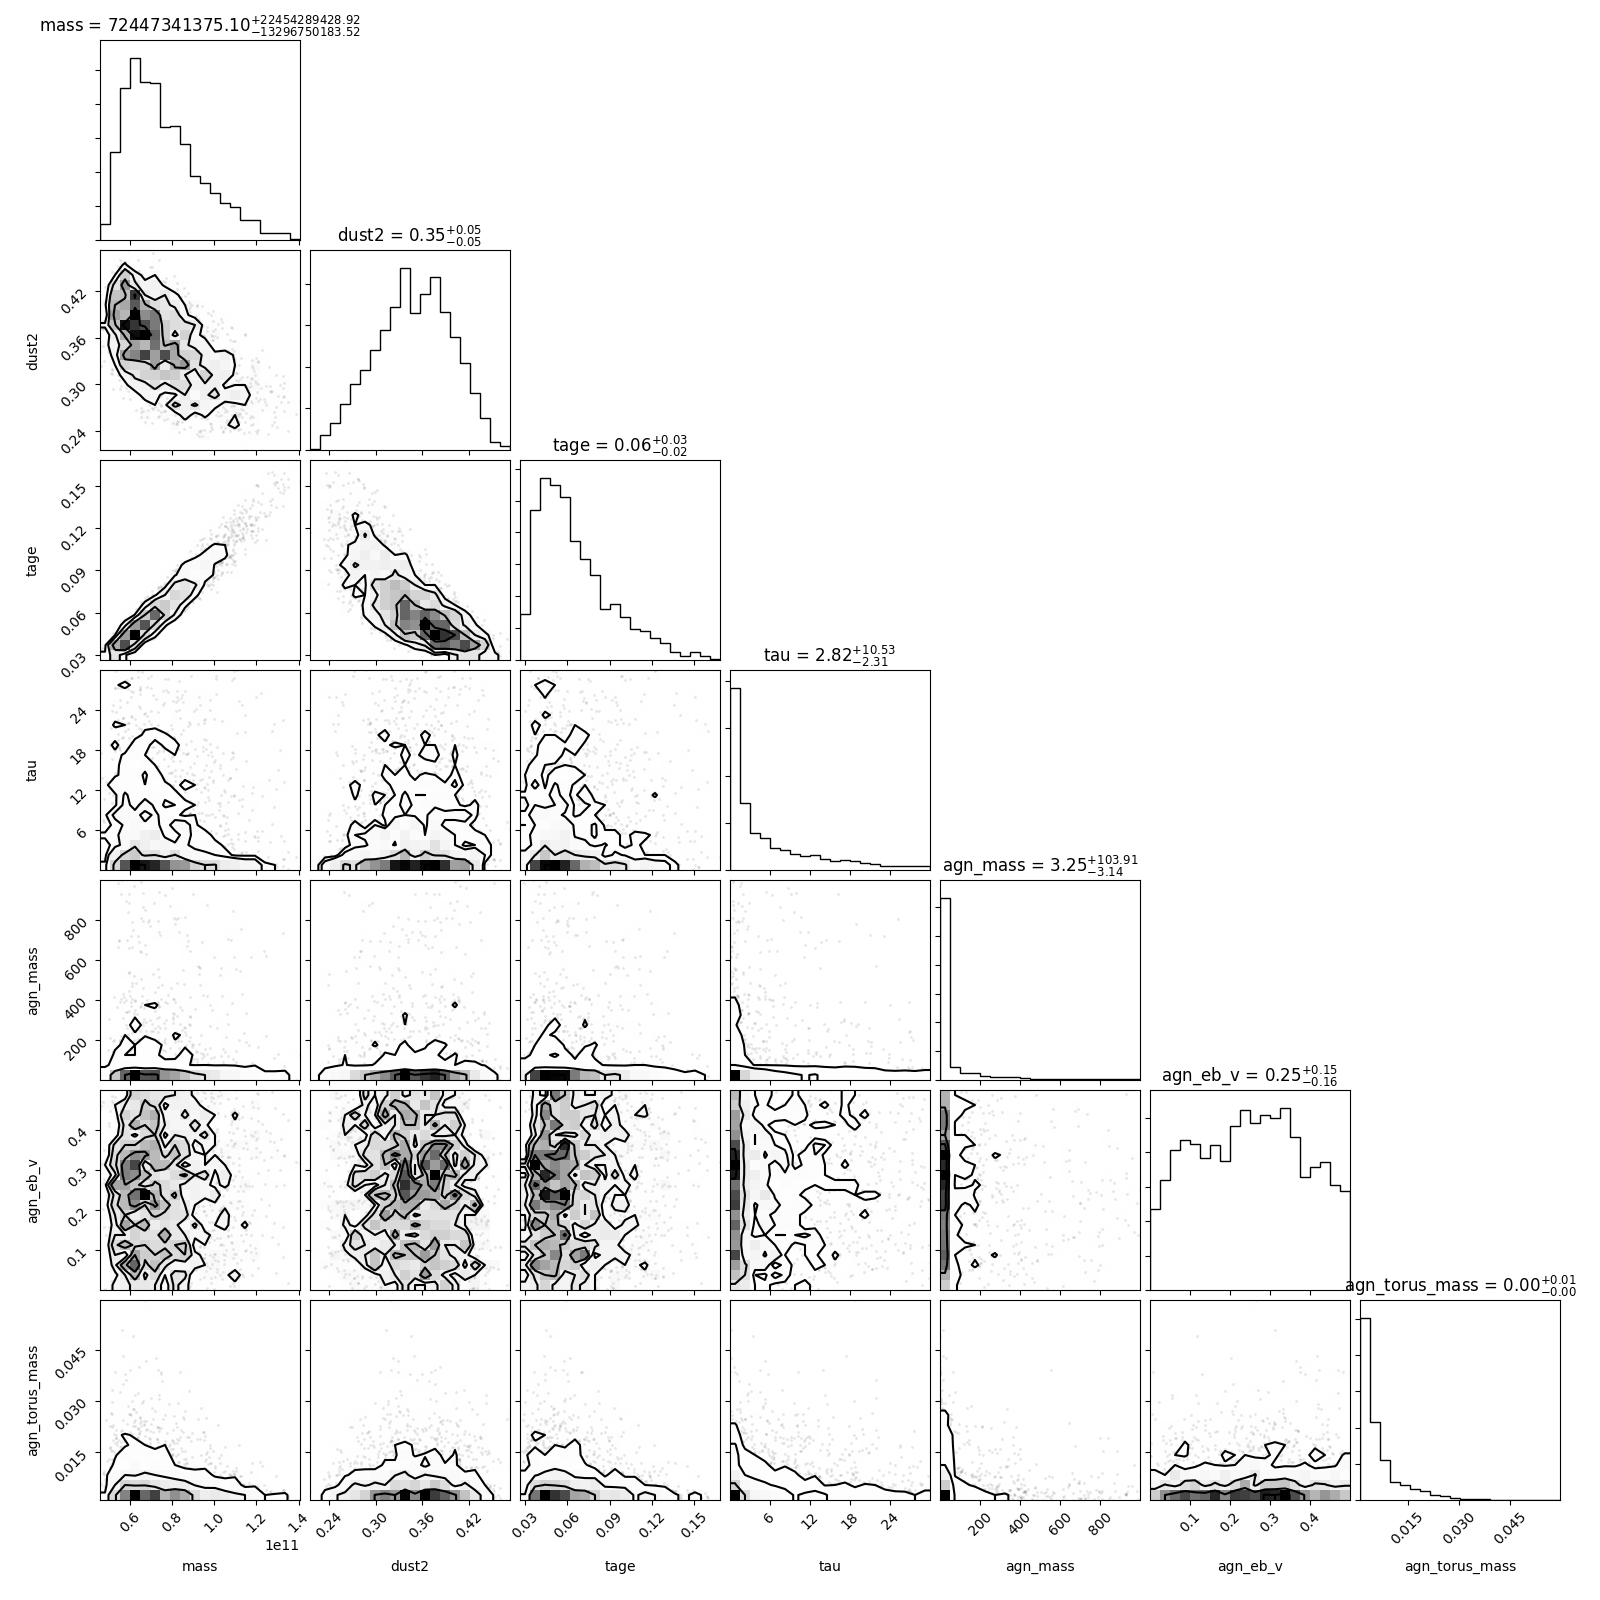 mass = 72447341375.10+22454289428.92−13296750183.52
dust2 = 0.35+0.05−0.05
0.42
0.36
0.30
0.24
dust2
tage = 0.06+0.03−0.02
0.15
0.12
0.09
0.06
0.03
tage
tau = 2.82+10.53−2.31
24
18
12
6
tau
agn_mass = 3.25+103.91−3.14
800
600
400
200
agn_mass
agn_eb_v = 0.25+0.15−0.16
0.4
0.3
0.2
0.1
agn_eb_v
agn_torus_mass = 0.00+0.01−0.00
0.045
0.030
0.015
agn_torus_mass
0.6 0.8 1.0 1.2 1.4 0.24 0.30 0.36 0.42 0.03 0.06 0.09 0.12 0.15 6 12 18 24 200 400 600 800 0.1 0.2 0.3 0.4 0.015 0.030 0.045
1e11
mass dust2 tage tau agn_mass agn_eb_v agn_torus_mass